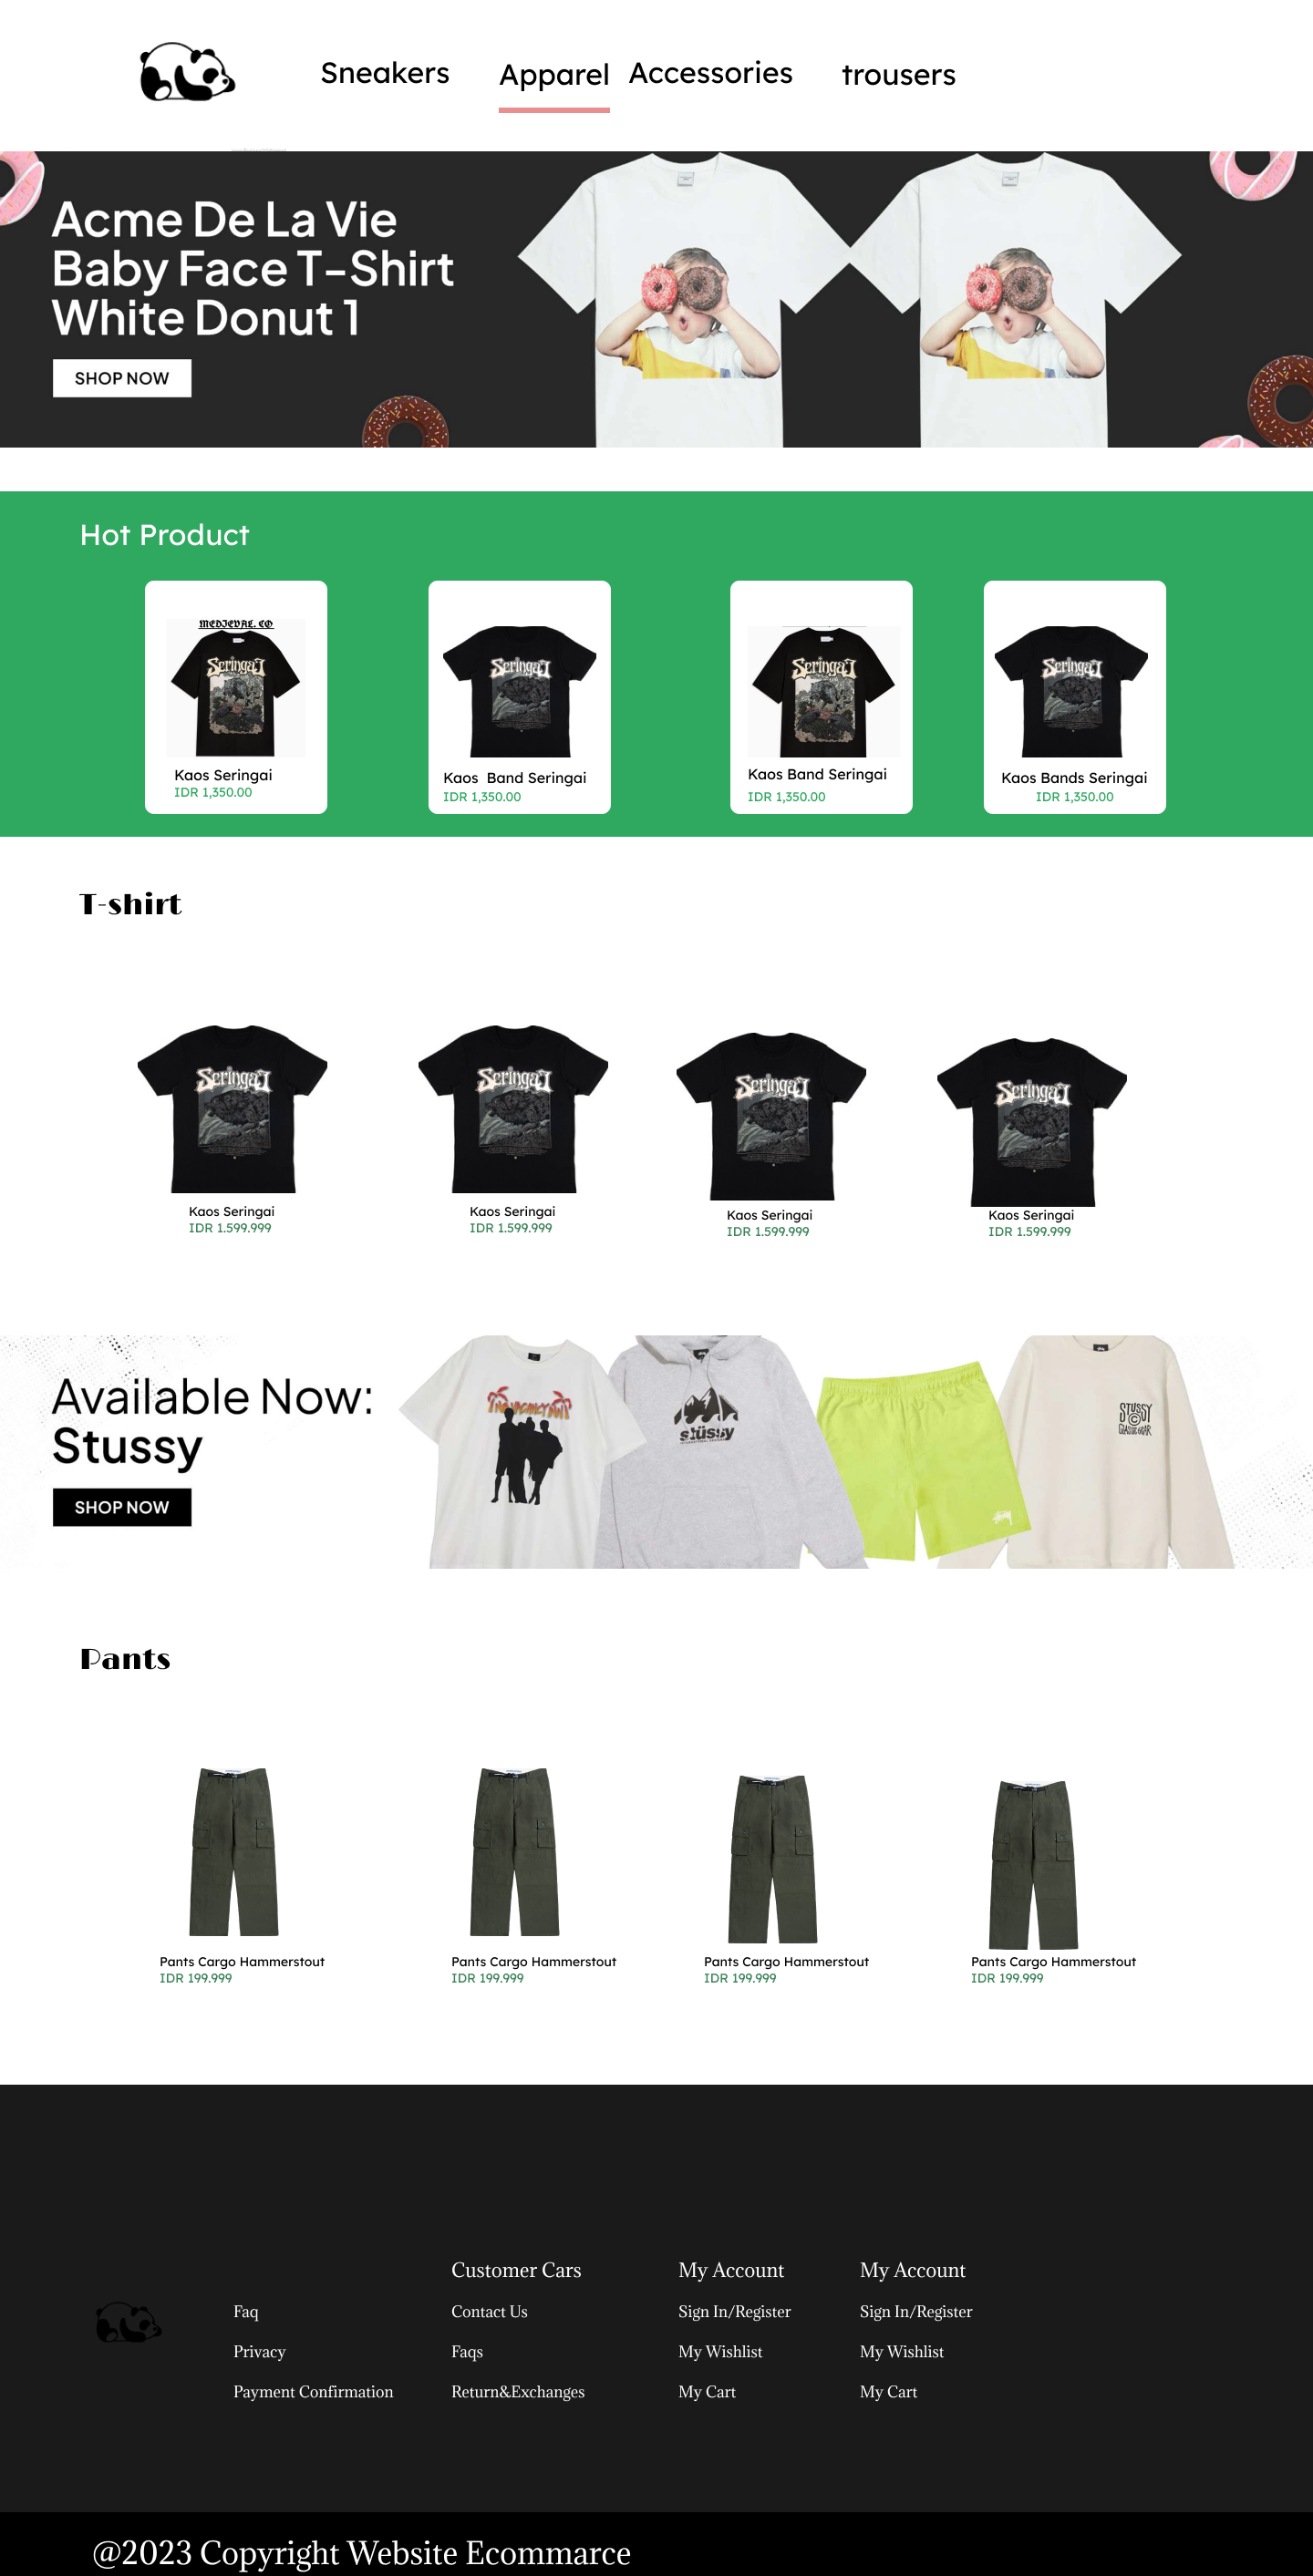 Sneakers Apparel Accessories trousers
Acme De La Vie
Baby Face T-Shirt
White Donut 1
SHOP NOW
Hot Product
MEDIEVAL. CO
Seringai
Seringai
Seringai
Seringai
Kaos Seringai
IDR 1,350.00
Kaos  Band Seringai
IDR 1,350.00
Kaos Band Seringai
IDR 1,350.00
Kaos Bands Seringai
IDR 1,350.00
T-shirt
Seringai
Seringai
Seringai
Seringai
Kaos Seringai
IDR 1.599.999
Kaos Seringai
IDR 1.599.999
Kaos Seringai
IDR 1.599.999
Kaos Seringai
IDR 1.599.999
Available Now:
Stussy
SHOP NOW
stüssy
STUSSY
©
CLASSIC GEAR
Pants
Pants Cargo Hammerstout
IDR 199.999
Pants Cargo Hammerstout
IDR 199.999
Pants Cargo Hammerstout
IDR 199.999
Pants Cargo Hammerstout
IDR 199.999
Faq
Privacy
Payment Confirmation
Customer Cars
Contact Us
Faqs
Return&Exchanges
My Account
Sign In/Register
My Wishlist
My Cart
My Account
Sign In/Register
My Wishlist
My Cart
@2023 Copyright Website Ecommarce